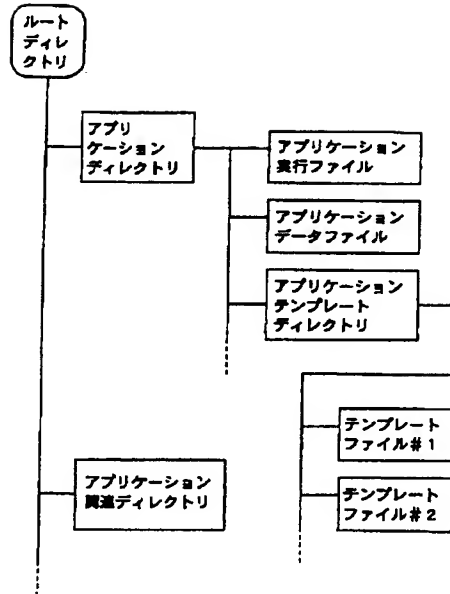 ルート
ディレ
クトリ
アプリ
ケーション
ディレクトリ
アプリケーション
実行ファイル
アプリケーション
データファイル
アプリケーション
テンプレート
ディレクトリ
テンプレート
ファイル#1
アプリケーション
関連ディレクトリ
テンプレート
ファイル#2